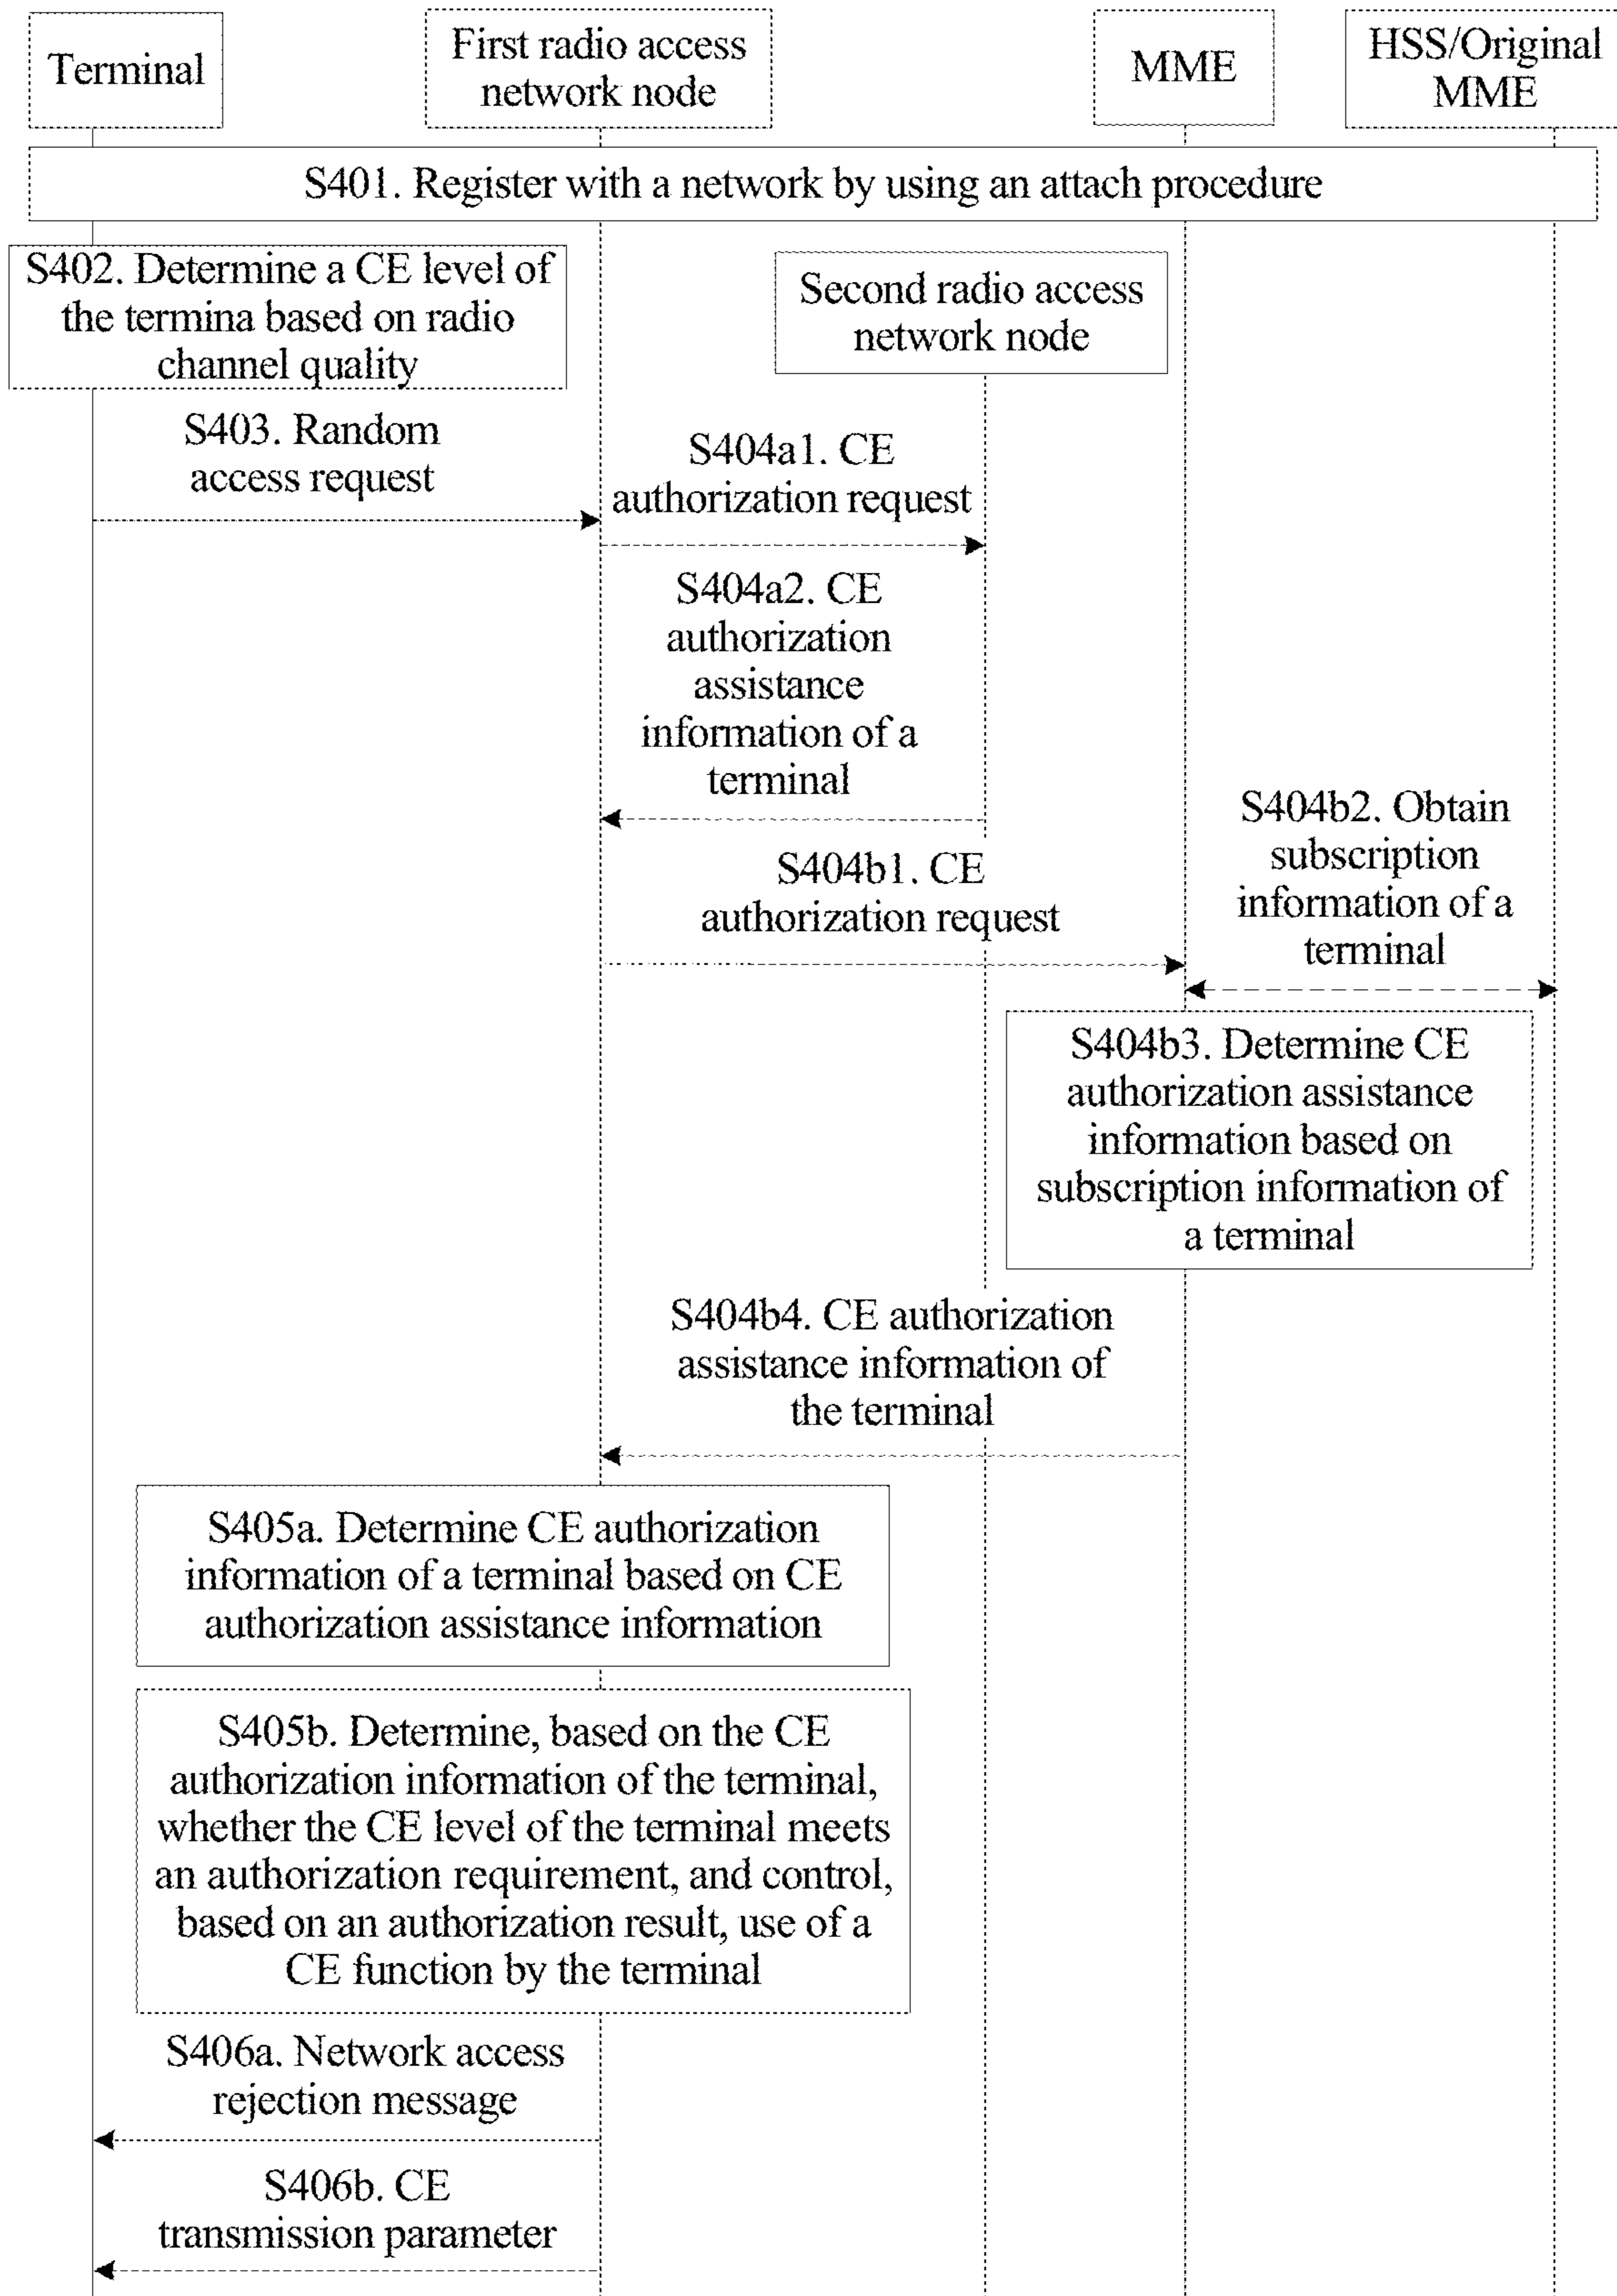 Terminal
First radio access
network node
MME
HSS/Original
MME
S401. Register with a network by using an attach procedure
S402. Determine a CE level of
the termina based on radio
channel quality
Second radio access
network node
S403. Random
access request
S404a1. CE
authorization request
S404a2. CE
authorization
assistance
information of a
terminal
S404b1. CE
authorization request
S404b2. Obtain
subscription
information of a
terminal
S404b3. Determine CE
authorization assistance
information based on
subscription information of
a terminal
S404b4. CE authorization
assistance information of
the terminal
S405a. Determine CE authorization
information of a terminal based on CE
authorization assistance information
S405b. Determine, based on the CE
authorization information of the terminal,
whether the CE level of the terminal meets
an authorization requirement, and control,
based on an authorization result, use of a
CE function by the terminal
S406a. Network access
rejection message
S406b. CE
transmission parameter